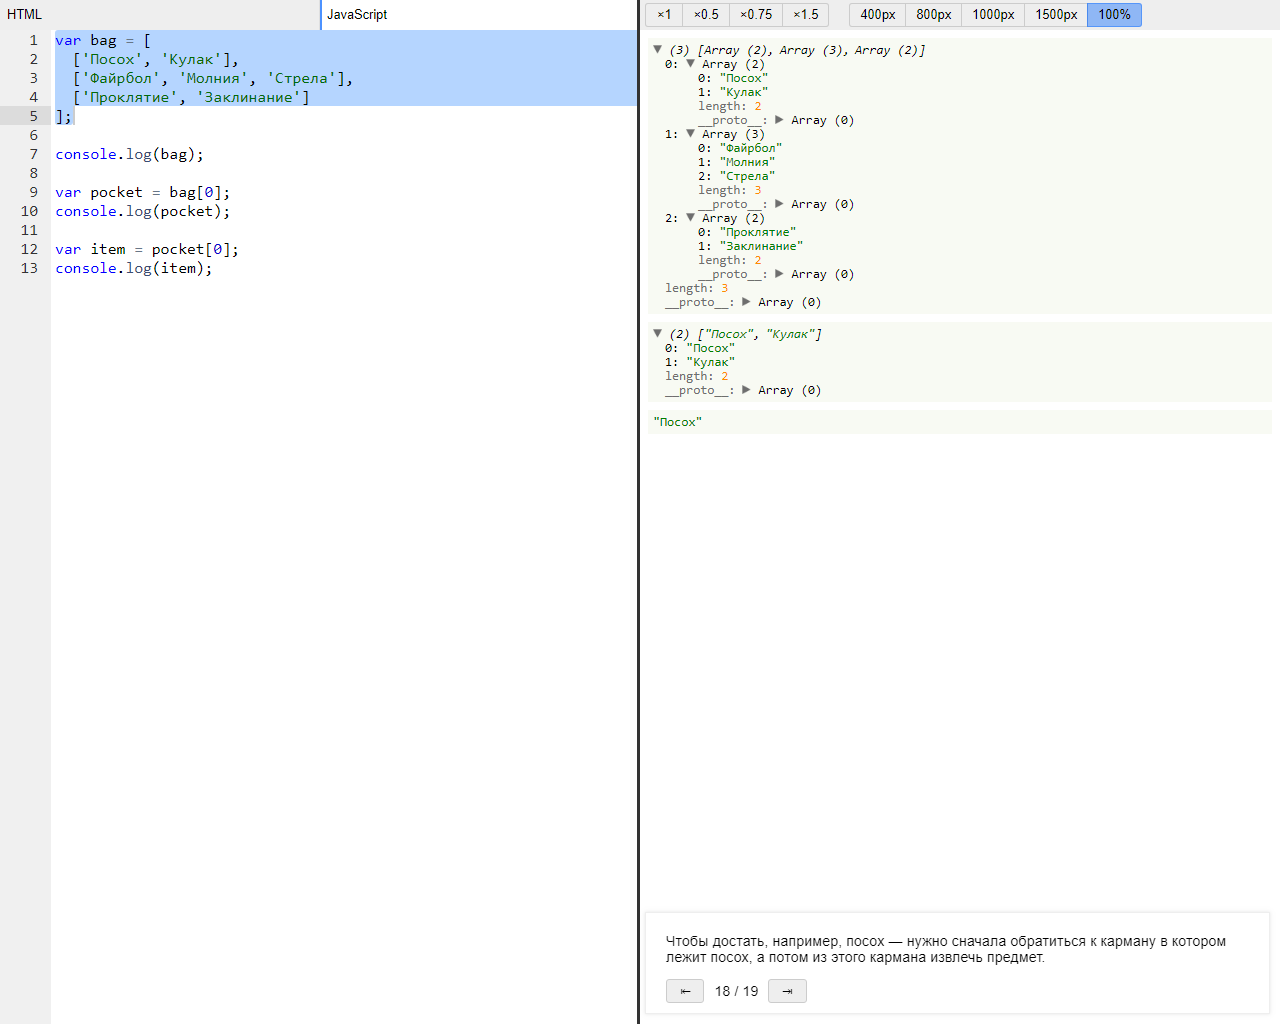 HTML
JavaScript
1 var bag = [
2   ['Посох', 'Кулак'],
3   ['Файрбол', 'Молния', 'Стрела'],
4   ['Проклятие', 'Заклинание']
5 ];
6
7 console.log(bag);
8
9 var pocket = bag[0];
10 console.log(pocket);
11
12 var item = pocket[0];
13 console.log(item);
×1 ×0.5 ×0.75 ×1.5 400px 800px 1000px 1500px 100%
▼ (3) [Array (2), Array (3), Array (2)]
0: ▼ Array (2)
0: "Посох"
1: "Кулак"
length: 2
__proto__: ▶ Array (0)
1: ▼ Array (3)
0: "Файрбол"
1: "Молния"
2: "Стрела"
length: 3
__proto__: ▶ Array (0)
2: ▼ Array (2)
0: "Проклятие"
1: "Заклинание"
length: 2
__proto__: ▶ Array (0)
length: 3
__proto__: ▶ Array (0)
▼ (2) ["Посох", "Кулак"]
0: "Посох"
1: "Кулак"
length: 2
__proto__: ▶ Array (0)
"Посох"
Чтобы достать, например, посох — нужно сначала обратиться к карману в котором
лежит посох, а потом из этого кармана извлечь предмет.
⇤ 18 / 19 ⇥